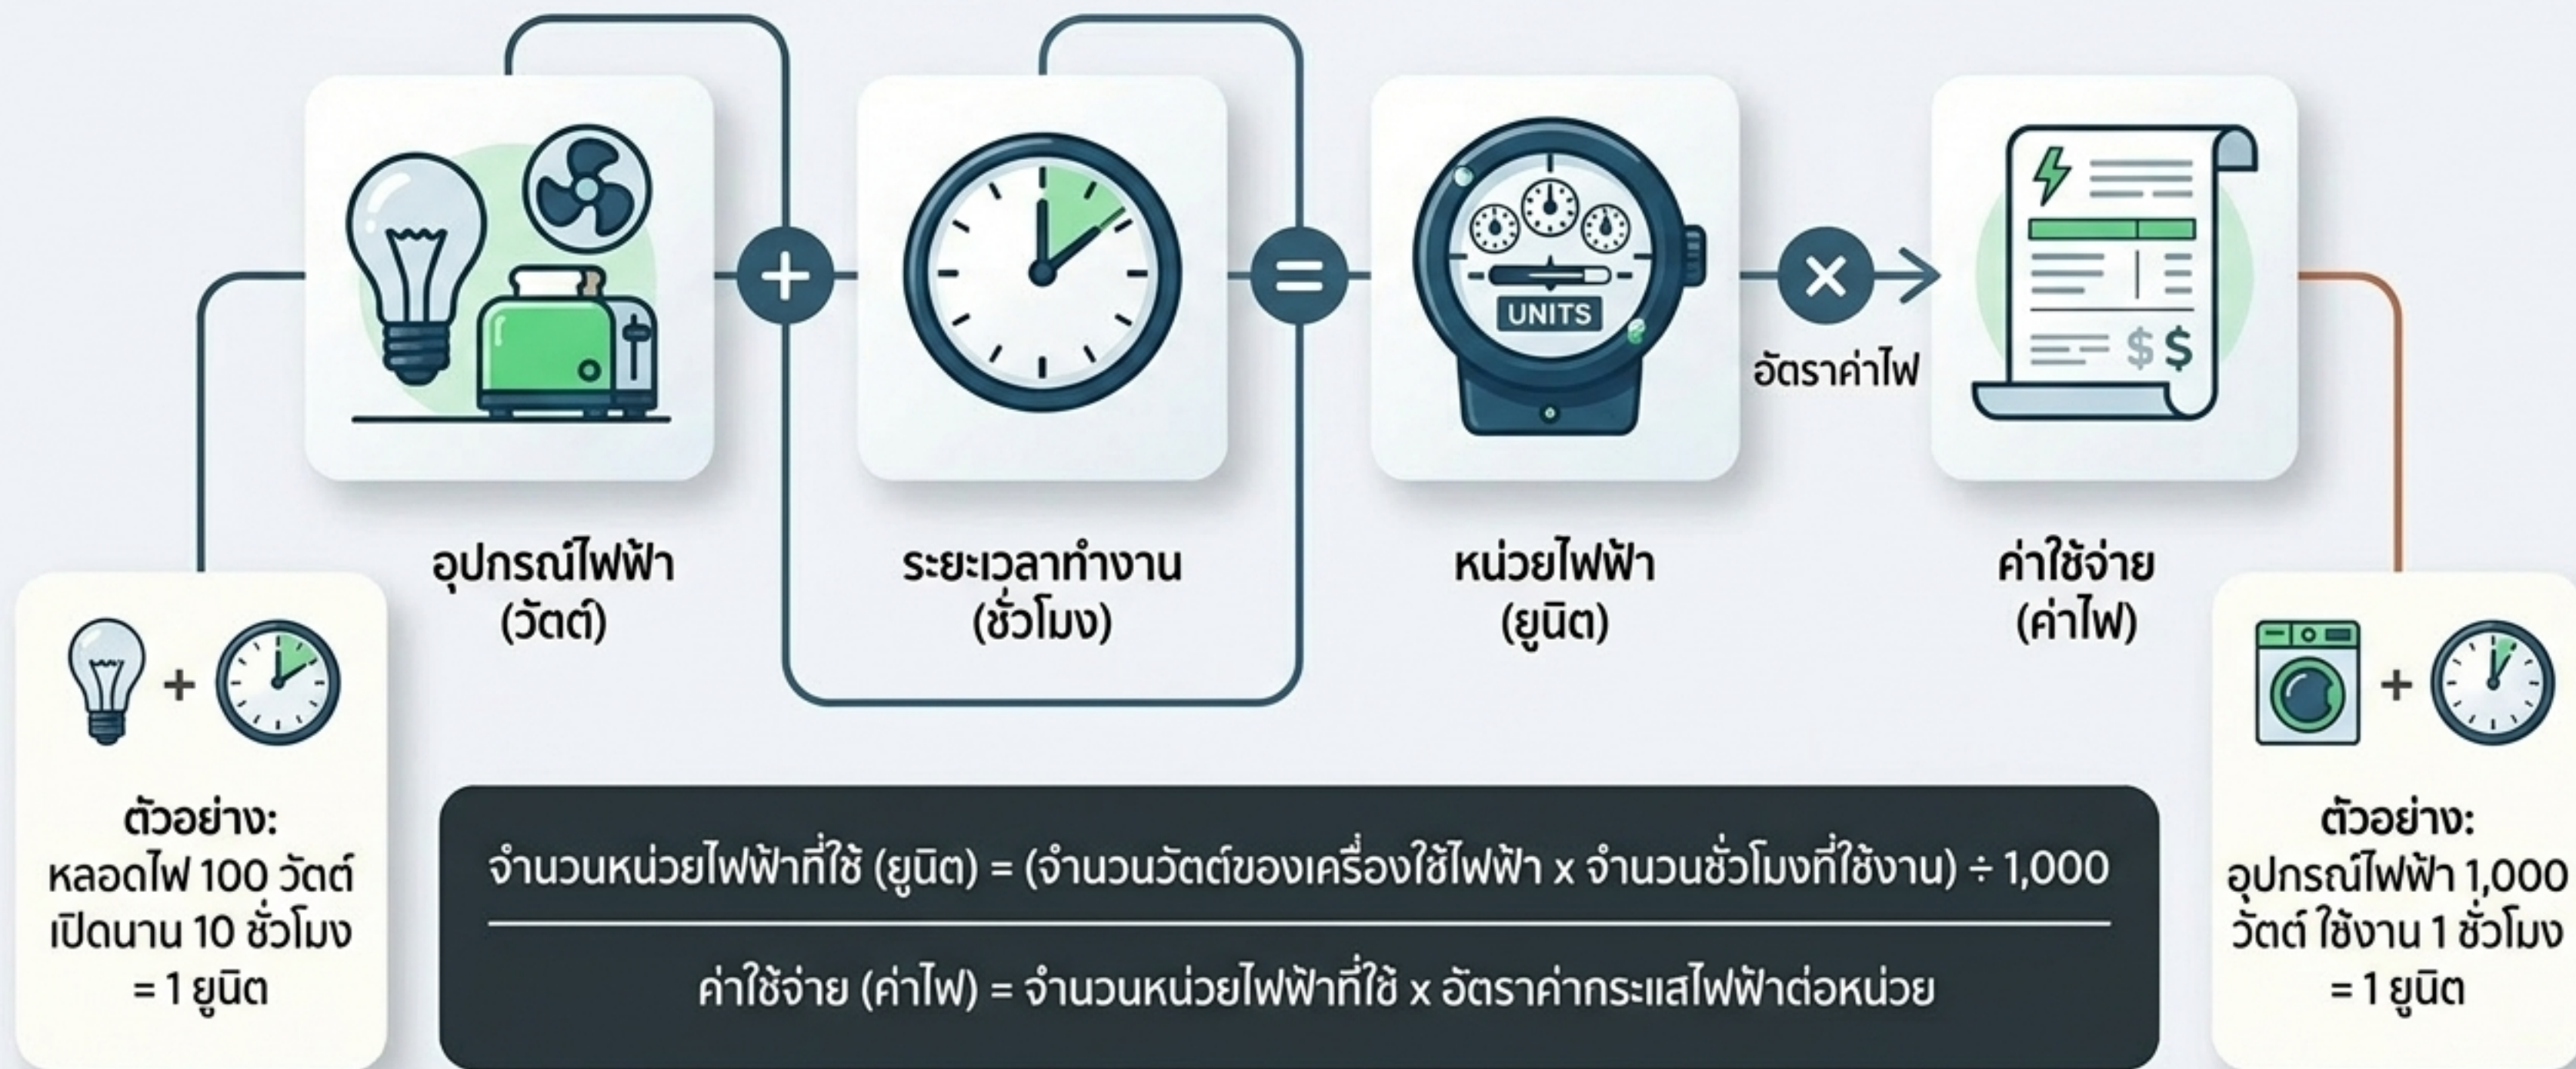 UNITS
อัตราค่าไฟ
$$
อุปกรณ์ไฟฟ้า
(วัตต์)
ระยะเวลาทำงาน
(ชั่วโมง)
หน่วยไฟฟ้า
(ยูนิต)
ค่าใช้จ่าย
(ค่าไฟ)
ตัวอย่าง:
หลอดไฟ 100 วัตต์
เปิดนาน 10 ชั่วโมง
= 1 ยูนิต
จำนวนหน่วยไฟฟ้าที่ใช้ (ยูนิต) = (จำนวนวัตต์ของเครื่องใช้ไฟฟ้า x จำนวนชั่วโมงที่ใช้งาน) ÷ 1,000
ค่าใช้จ่าย (ค่าไฟ) = จำนวนหน่วยไฟฟ้าที่ใช้ x อัตราค่ากระแสไฟฟ้าต่อหน่วย
ตัวอย่าง:
อุปกรณ์ไฟฟ้า 1,000
วัตต์ ใช้งาน 1 ชั่วโมง
= 1 ยูนิต